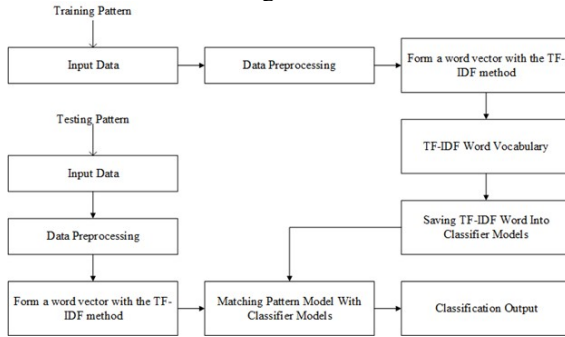 Training Pattern
Input Data
Data Preprocessing
Form a word vector with the TF-
IDF method
Testing Pattern
TF-IDF Word Vocabulary
Input Data
Saving TF-IDF Word Into
Classifier Models
Data Preprocessing
Form a word vector with the TF-
IDF method
Matching Pattern Model With
Classifier Models
Classification Output